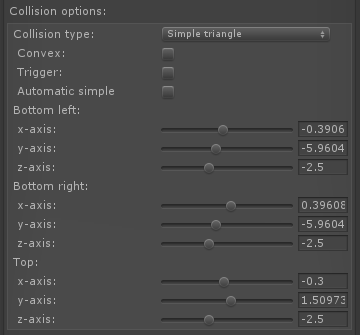 Collision options:
Collision type: Simple triangle
Convex:
Trigger:
Automatic simple
Bottom left:
x-axis: -0.3906
y-axis: -5.9604
z-axis: -2.5
Bottom right:
x-axis: 0.39608
y-axis: -5.9604
z-axis: -2.5
Top:
x-axis: -0.3
y-axis: 1.50973
z-axis: -2.5